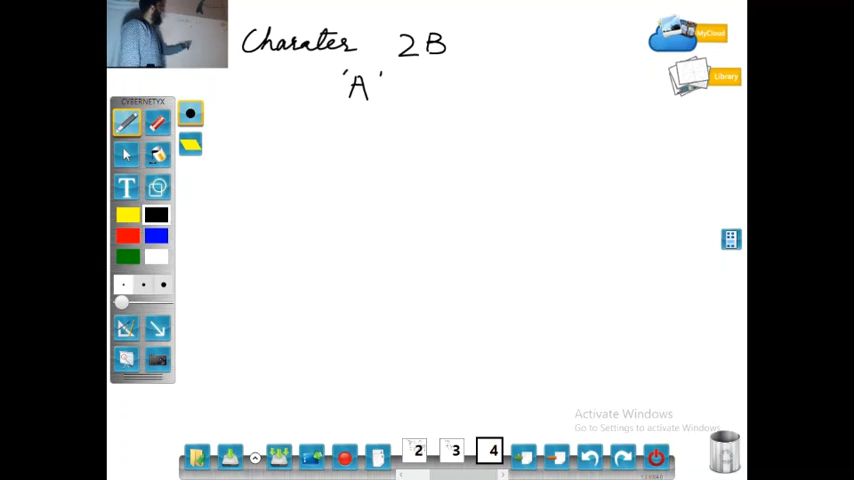 Charater 2B
'A'
MyCloud
Library
CYBERNETYX
T
Activate Windows
Go to Settings to activate Windows.
2 3 4